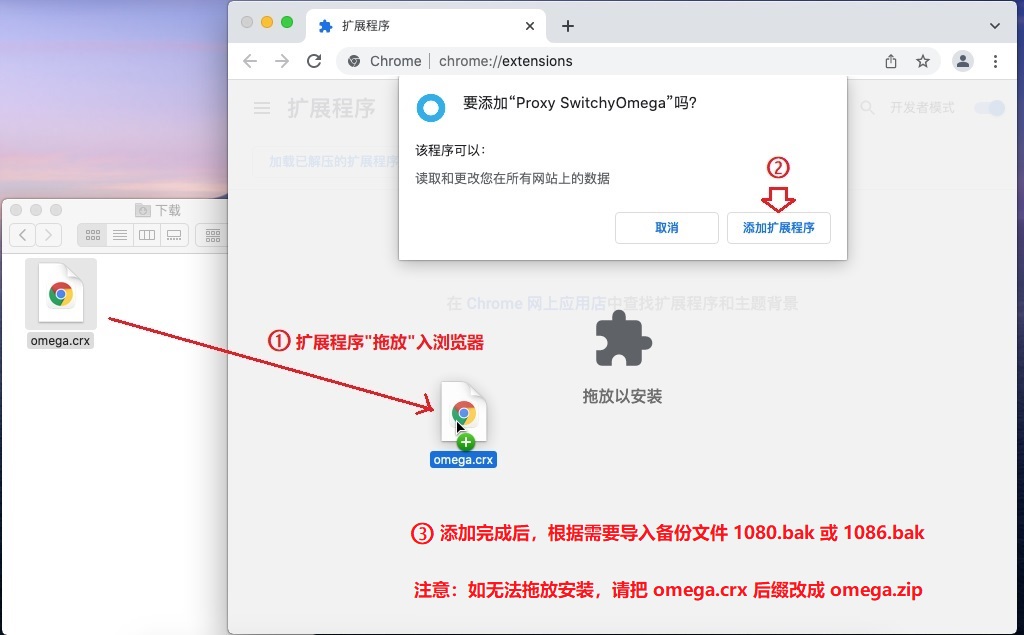 扩展程序
Chrome | chrome://extensions
扩展程序
开发者模式
加载已解压的扩展程序
要添加“Proxy SwitchyOmega”吗?
该程序可以:
读取和更改您在所有网站上的数据
②
取消
添加扩展程序
下载
omega.crx
在 Chrome 网上应用店中查找扩展程序和主题背景
① 扩展程序"拖放"入浏览器
拖放以安装
omega.crx
③ 添加完成后，根据需要导入备份文件 1080.bak 或 1086.bak
注意：如无法拖放安装，请把 omega.crx 后缀改成 omega.zip